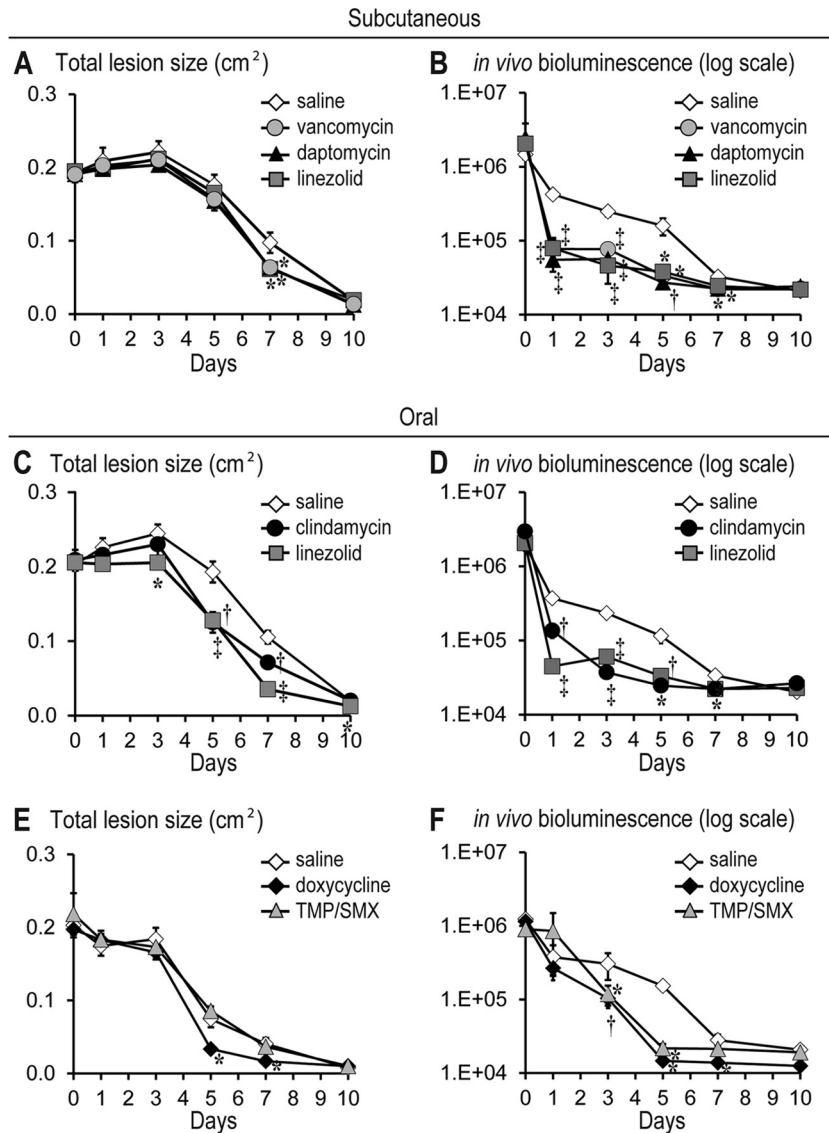 Subcutaneous
A Total lesion size (cm²)
0.3
0.2
0.1
0.0
saline
vancomycin
daptomycin
linezolid
* * *
0 1 2 3 4 5 6 7 8 9 10
Days
B in vivo bioluminescence (log scale)
1.E+07
1.E+06
1.E+05
1.E+04
saline
vancomycin
daptomycin
linezolid
‡ ‡ ‡ ‡ ‡ ‡ * * † * *
0 1 2 3 4 5 6 7 8 9 10
Days
Oral
C Total lesion size (cm²)
0.3
0.2
0.1
0.0
saline
clindamycin
linezolid
* † ‡ † ‡ *
0 1 2 3 4 5 6 7 8 9 10
Days
D in vivo bioluminescence (log scale)
1.E+07
1.E+06
1.E+05
1.E+04
saline
clindamycin
linezolid
† ‡ ‡ ‡ † * *
0 1 2 3 4 5 6 7 8 9 10
Days
E Total lesion size (cm²)
0.3
0.2
0.1
0.0
saline
doxycycline
TMP/SMX
* *
0 1 2 3 4 5 6 7 8 9 10
Days
F in vivo bioluminescence (log scale)
1.E+07
1.E+06
1.E+05
1.E+04
saline
doxycycline
TMP/SMX
* † * * *
0 1 2 3 4 5 6 7 8 9 10
Days